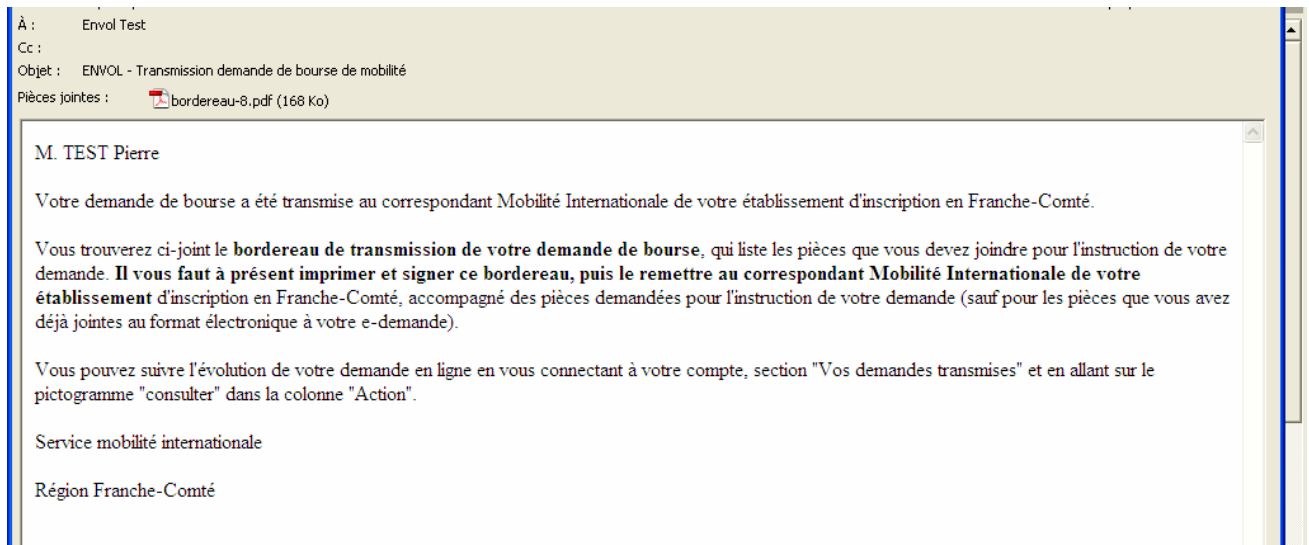 À : Envol Test
Cc :
Objet : ENVOL - Transmission demande de bourse de mobilité
Pièces jointes : bordereau-8.pdf (168 Ko)
M. TEST Pierre
Votre demande de bourse a été transmise au correspondant Mobilité Internationale de votre établissement d'inscription en Franche-Comté.
Vous trouverez ci-joint le bordereau de transmission de votre demande de bourse, qui liste les pièces que vous devez joindre pour l'instruction de votre
demande. Il vous faut à présent imprimer et signer ce bordereau, puis le remettre au correspondant Mobilité Internationale de votre
établissement d'inscription en Franche-Comté, accompagné des pièces demandées pour l'instruction de votre demande (sauf pour les pièces que vous avez
déjà jointes au format électronique à votre e-demande).
Vous pouvez suivre l'évolution de votre demande en ligne en vous connectant à votre compte, section "Vos demandes transmises" et en allant sur le
pictogramme "consulter" dans la colonne "Action".
Service mobilité internationale
Région Franche-Comté